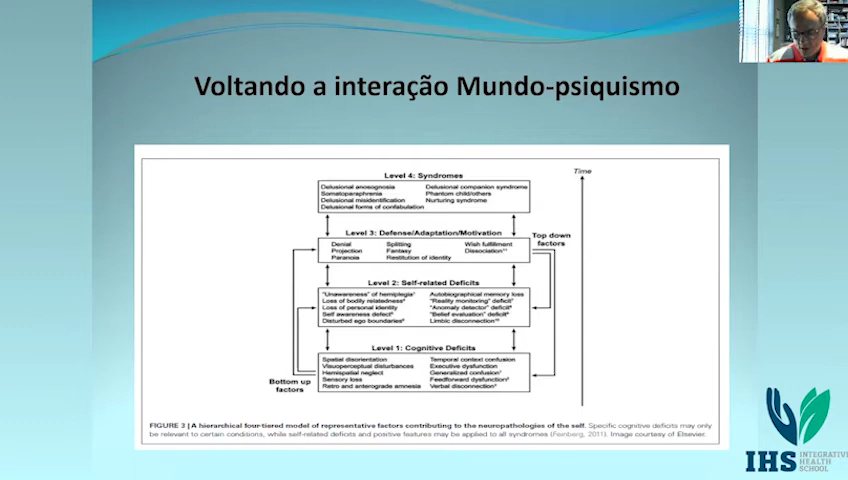 Voltando a interação Mundo-psiquismo
Level 4: Syndromes
Delusional anosognosia
Somatoparaphrenia
Delusional misidentification
Delusional forms of confabulation
Delusional companion syndrome
Phantom child/others
Nurturing syndrome
Time
Level 3: Defense/Adaptation/Motivation
Denial
Projection
Paranoia
Splitting
Fantasy
Restitution of identity
Wish fulfillment
Dissociation
Top down
factors
Level 2: Self-related Deficits
"Unawareness" of hemiplegia
Loss of bodily relatedness
Loss of personal identity
Self awareness defect
Disturbed ego boundaries
Autobiographical memory loss
"Reality monitoring" deficit
"Anomaly detector" deficit
"Belief evaluation" deficit
Limbic disconnection
Level 1: Cognitive Deficits
Spatial disorientation
Visuoperceptual disturbances
Hemispatial neglect
Sensory loss
Retro and anterograde amnesia
Temporal context confusion
Executive dysfunction
Generalized confusion
Feedforward dysfunction
Verbal disconnection
Bottom up
factors
FIGURE 3 | A hierarchical four-tiered model of representative factors contributing to the neuropathologies of the self. Specific cognitive deficits may only
be relevant to certain conditions, while self-related deficits and positive features may be applied to all syndromes (Feinberg, 2011). Image courtesy of Elsevier.
IHS INTEGRATIVE
HEALTH
SCHOOL